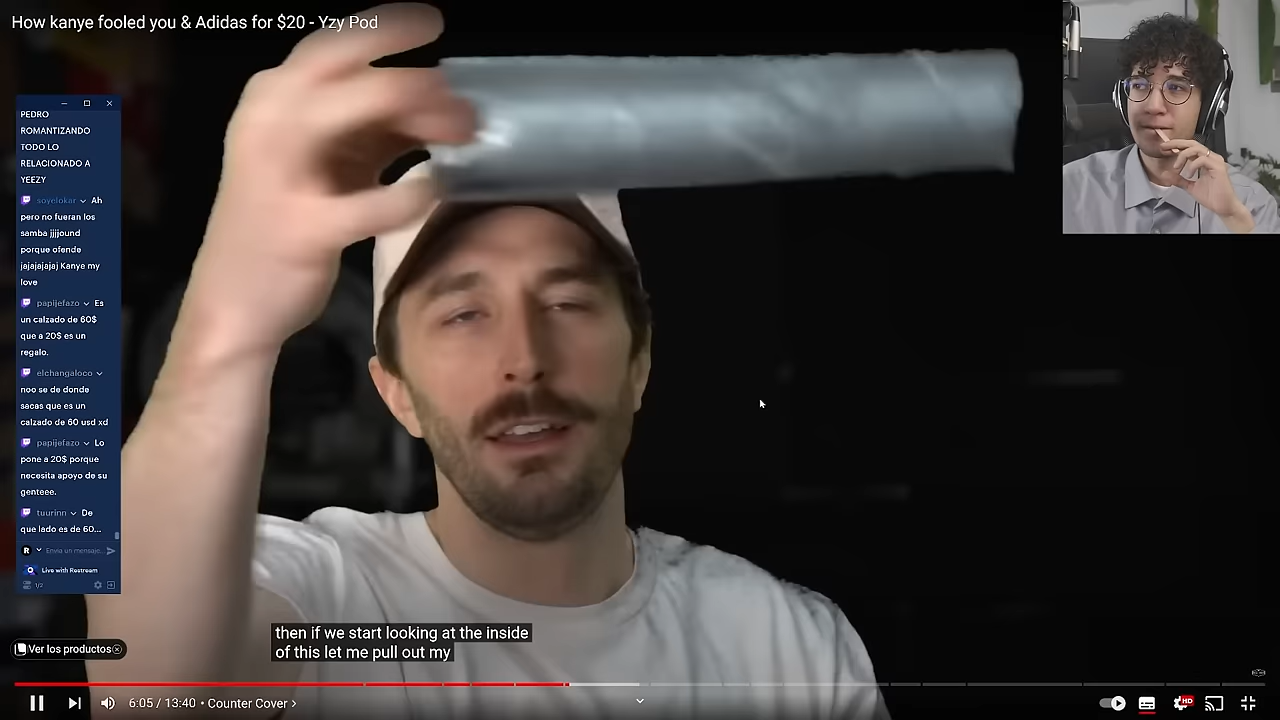 How kanye fooled you & Adidas for $20 - Yzy Pod
PEDRO
ROMANTIZANDO
TODO LO
RELACIONADO A
YEEZY
soyelokar Ah
pero no fueran los
samba jjjjound
porque ofende
jajajajajaj Kanye my
love
papijefazo Es
un calzado de 60$
que a 20$ es un
regalo.
elchangaloco
noo se de donde
sacas que es un
calzado de 60 usd xd
papijefazo Lo
pone a 20$ porque
necesita apoyo de su
genteee.
tuurinn De
que lado es de 60...
R Envía un mensaje...
Live with Restream
1/2
Ver los productos
then if we start looking at the inside
of this let me pull out my
6:05 / 13:40 • Counter Cover >
HD